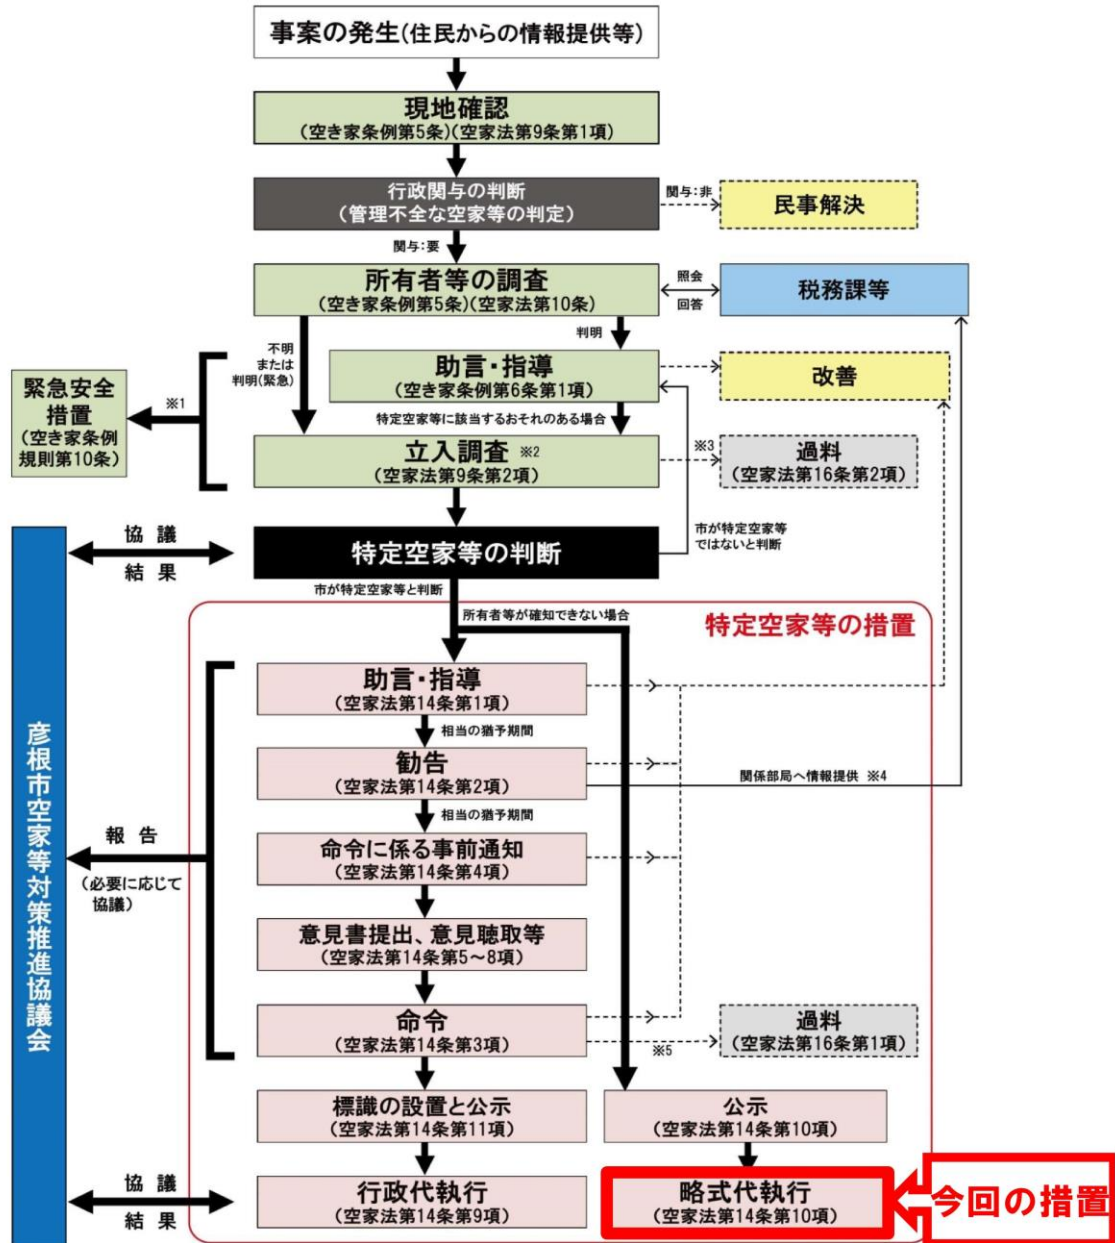 事案の発生(住民からの情報提供等)
現地確認
(空き家条例第5条)(空家法第9条第1項)
行政関与の判断
(管理不全な空家等の判定)
関与:非
民事解決
関与:要
所有者等の調査
(空き家条例第5条)(空家法第10条)
照会
回答
税務課等
不明
または
判明(緊急)
判明
助言・指導
(空き家条例第6条第1項)
改善
緊急安全
措置
(空き家条例
規則第10条)
※1
特定空家等に該当するおそれのある場合
立入調査 ※2
(空家法第9条第2項)
※3
過料
(空家法第16条第2項)
協 議
結 果
特定空家等の判断
市が特定空家等
ではないと判断
市が特定空家等と判断
所有者等が確知できない場合
特定空家等の措置
助言・指導
(空家法第14条第1項)
相当の猶予期間
勧告
(空家法第14条第2項)
関係部局へ情報提供 ※4
相当の猶予期間
彦根市空家等対策推進協議会
報 告
(必要に応じて
協議)
命令に係る事前通知
(空家法第14条第4項)
意見書提出、意見聴取等
(空家法第14条第5~8項)
命令
(空家法第14条第3項)
※5
過料
(空家法第16条第1項)
標識の設置と公示
(空家法第14条第11項)
公示
(空家法第14条第10項)
協 議
結 果
行政代執行
(空家法第14条第9項)
略式代執行
(空家法第14条第10項)
今回の措置